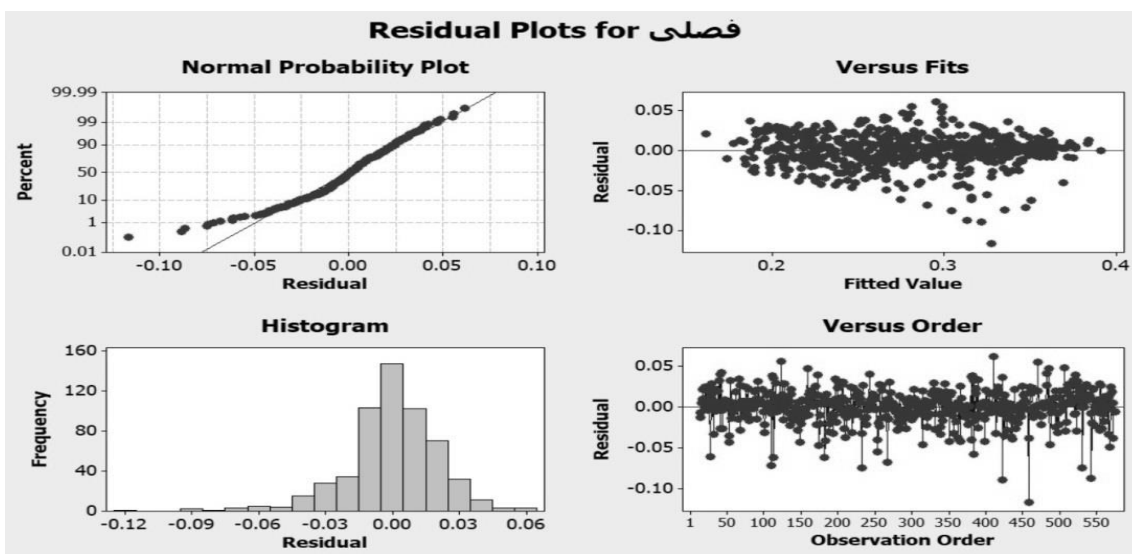 Residual Plots for فصلی
Normal Probability Plot
99.99
99
90
50
10
1
0.01
Percent
-0.10 -0.05 0.00 0.05 0.10
Residual
Versus Fits
0.05
0.00
-0.05
-0.10
Residual
0.2 0.3 0.4
Fitted Value
Histogram
160
120
80
40
0
Frequency
-0.12 -0.09 -0.06 -0.03 0.00 0.03 0.06
Residual
Versus Order
0.05
0.00
-0.05
-0.10
Residual
1 50 100 150 200 250 300 350 400 450 500 550
Observation Order